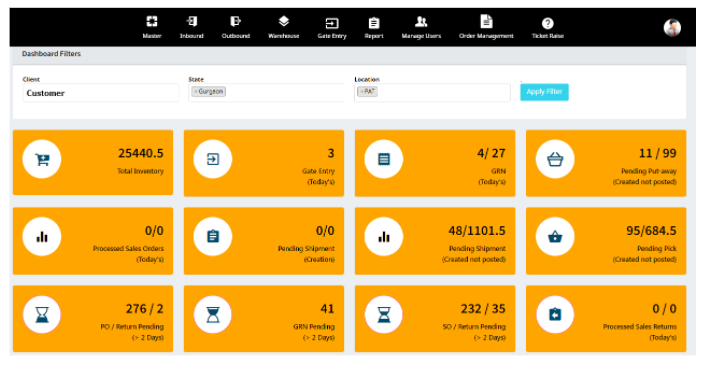 Master Inbound Outbound Warehouse Gate Entry Report Manage Users Order Management Ticket Raise
Dashboard Filters
Client State Location
Customer × Gurgaon × PAT Apply Filter
25440.5 3 4/ 27 11 / 99
Total Inventory Gate Entry GRN Pending Put-away
(Today's) (Today's) (Created not posted)
0/0 0/0 48/1101.5 95/684.5
Processed Sales Orders Pending Shipment Pending Shipment Pending Pick
(Today's) (Creation) (Created not posted) (Created not posted)
276 / 2 41 232 / 35 0 / 0
PO / Return Pending GRN Pending SO / Return Pending Processed Sales Returns
(> 2 Days) (> 2 Days) (> 2 Days) (Today's)